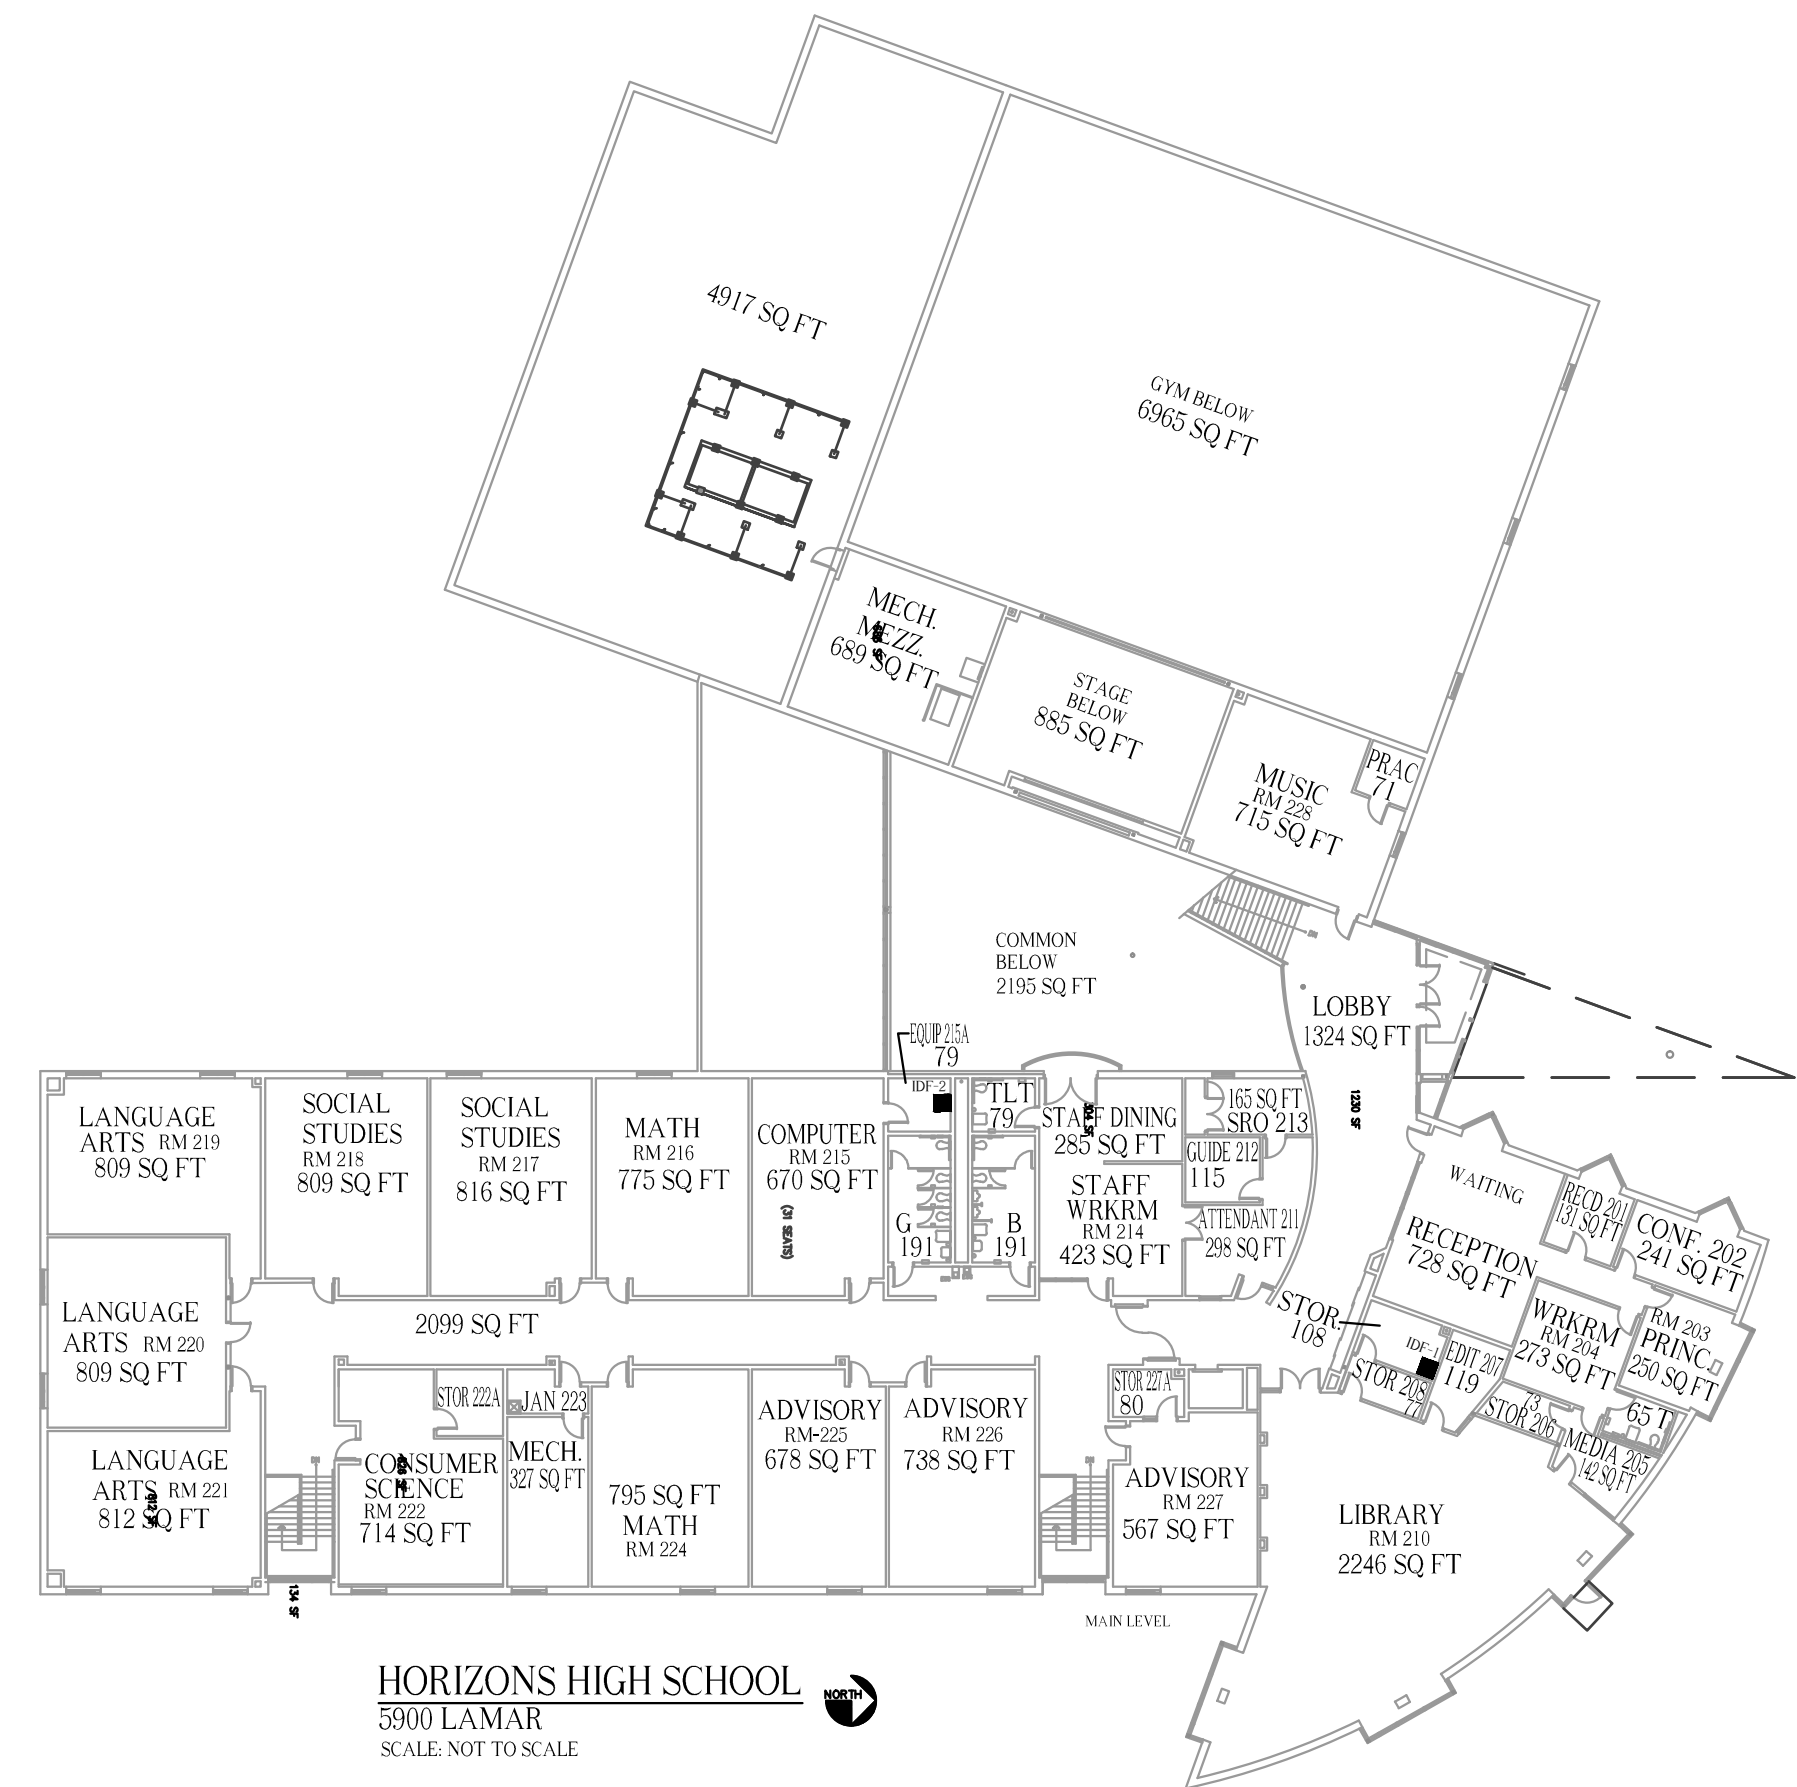 4917 SQ FT
GYM BELOW
6965 SQ FT
MECH.
MEZZ.
689 SQ FT
STAGE
BELOW
885 SQ FT
MUSIC
RM 228
715 SQ FT
PRAC
71
COMMON
BELOW
2195 SQ FT
LOBBY
1324 SQ FT
1230 SF
EQUIP 215A
79
IDF-2
TLT
79
STAFF DINING
285 SQ FT
304 SF
165 SQ FT
SRO 213
GUIDE 212
115
STAFF
WRKRM
RM 214
423 SQ FT
ATTENDANT 211
298 SQ FT
LANGUAGE
ARTS RM 219
809 SQ FT
SOCIAL
STUDIES
RM 218
809 SQ FT
SOCIAL
STUDIES
RM 217
816 SQ FT
MATH
RM 216
775 SQ FT
COMPUTER
RM 215
670 SQ FT
(31 SEATS)
G
191
B
191
WAITING
RECEPTION
728 SQ FT
RECD 201
131 SQ FT
CONF. 202
241 SQ FT
RM 203
PRINC.
250 SQ FT
WRKRM
RM 204
273 SQ FT
STOR.
108
IDF-1
EDIT 207
119
STOR 208
77
73
STOR 206
65 T
MEDIA 205
142 SQ FT
LANGUAGE
ARTS RM 220
809 SQ FT
2099 SQ FT
LANGUAGE
ARTS RM 221
812 SQ FT
812 SF
134 SF
DN
STOR 222A
CONSUMER
SCIENCE
RM 222
714 SQ FT
JAN 223
MECH.
327 SQ FT
795 SQ FT
MATH
RM 224
ADVISORY
RM-225
678 SQ FT
ADVISORY
RM 226
738 SQ FT
DN
STOR 227A
80
ADVISORY
RM 227
567 SQ FT
LIBRARY
RM 210
2246 SQ FT
MAIN LEVEL
HORIZONS HIGH SCHOOL
5900 LAMAR
SCALE: NOT TO SCALE
NORTH